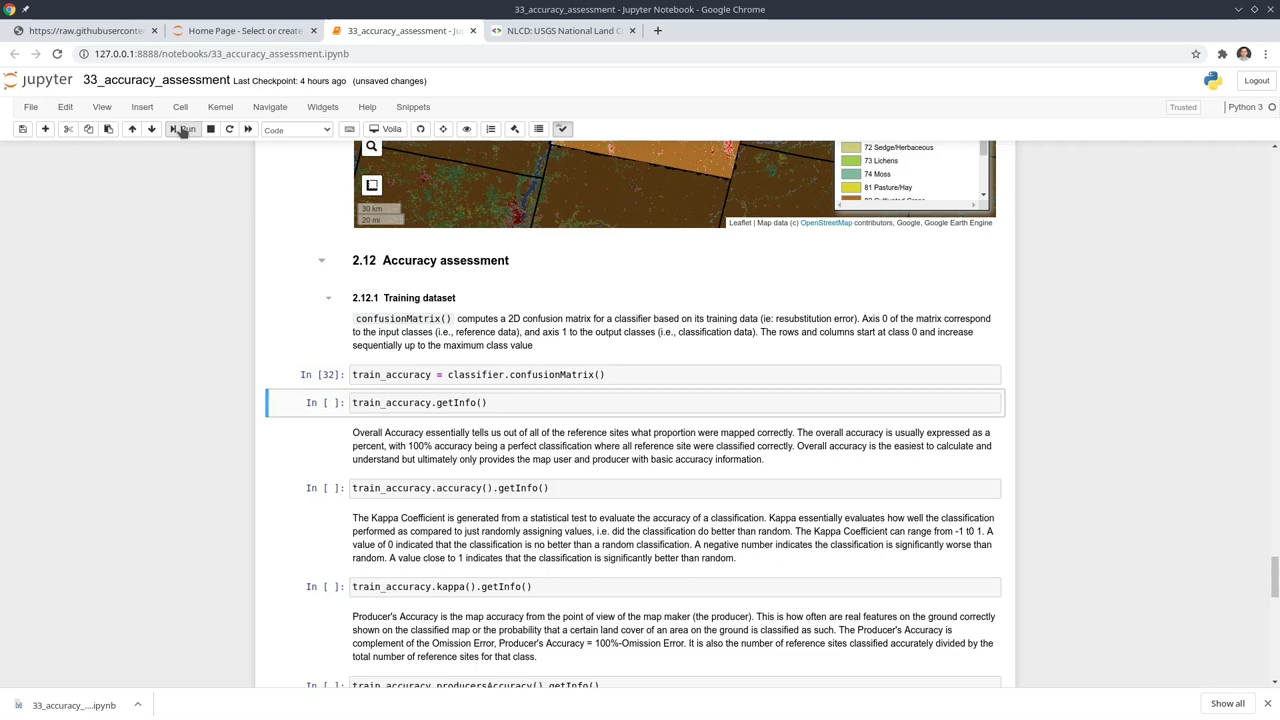 33_accuracy_assessment - Jupyter Notebook - Google Chrome
https://raw.githubuserconte
Home Page - Select or create
33_accuracy_assessment - Ju
NLCD: USGS National Land C
127.0.0.1:8888/notebooks/33_accuracy_assessment.ipynb
jupyter 33_accuracy_assessment Last Checkpoint: 4 hours ago (unsaved changes)
Logout
File Edit View Insert Cell Kernel Navigate Widgets Help Snippets
Trusted Python 3
Run Code Voila
72 Sedge/Herbaceous
73 Lichens
74 Moss
81 Pasture/Hay
30 km
20 mi
Leaflet | Map data (c) OpenStreetMap contributors, Google, Google Earth Engine
2.12 Accuracy assessment
2.12.1 Training dataset
confusionMatrix() computes a 2D confusion matrix for a classifier based on its training data (ie: resubstitution error). Axis 0 of the matrix correspond
to the input classes (i.e., reference data), and axis 1 to the output classes (i.e., classification data). The rows and columns start at class 0 and increase
sequentially up to the maximum class value
In [32]: train_accuracy = classifier.confusionMatrix()
In [ ]: train_accuracy.getInfo()
Overall Accuracy essentially tells us out of all of the reference sites what proportion were mapped correctly. The overall accuracy is usually expressed as a
percent, with 100% accuracy being a perfect classification where all reference site were classified correctly. Overall accuracy is the easiest to calculate and
understand but ultimately only provides the map user and producer with basic accuracy information.
In [ ]: train_accuracy.accuracy().getInfo()
The Kappa Coefficient is generated from a statistical test to evaluate the accuracy of a classification. Kappa essentially evaluates how well the classification
performed as compared to just randomly assigning values, i.e. did the classification do better than random. The Kappa Coefficient can range from -1 t0 1. A
value of 0 indicated that the classification is no better than a random classification. A negative number indicates the classification is significantly worse than
random. A value close to 1 indicates that the classification is significantly better than random.
In [ ]: train_accuracy.kappa().getInfo()
Producer's Accuracy is the map accuracy from the point of view of the map maker (the producer). This is how often are real features on the ground correctly
shown on the classified map or the probability that a certain land cover of an area on the ground is classified as such. The Producer's Accuracy is
complement of the Omission Error, Producer's Accuracy = 100%-Omission Error. It is also the number of reference sites classified accurately divided by the
total number of reference sites for that class.
In [ ]: train_accuracy.producersAccuracy().getInfo()
33_accuracy_....ipynb
Show all